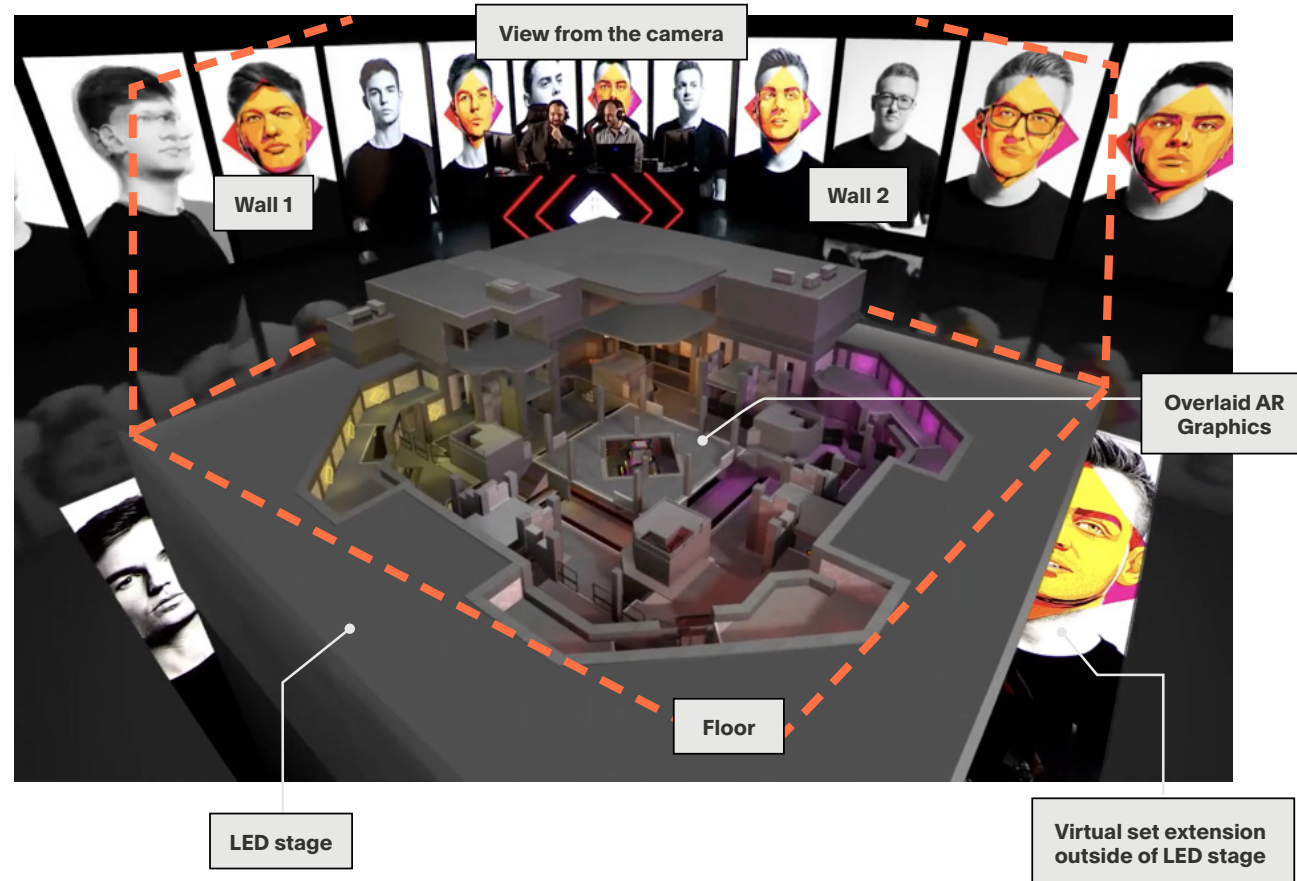 View from the camera
Wall 1
Wall 2
Overlaid AR
Graphics
Floor
LED stage
Virtual set extension
outside of LED stage